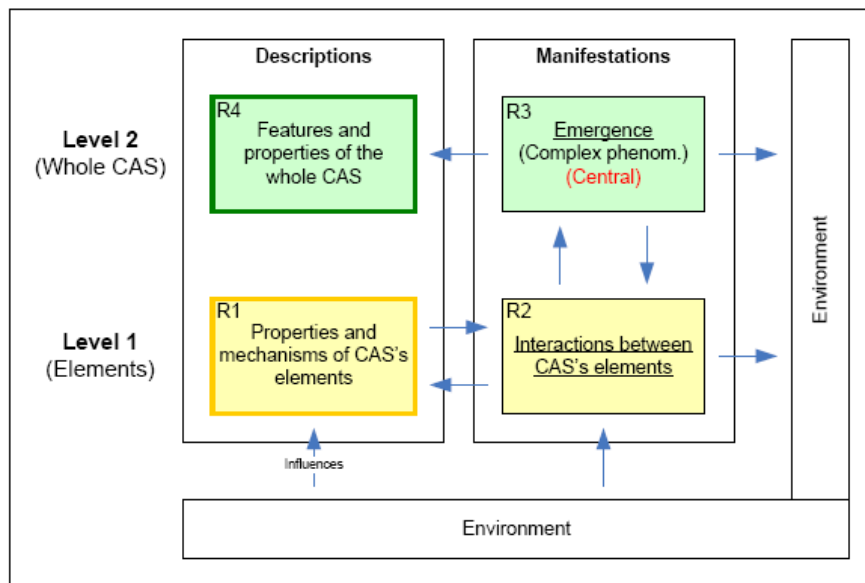 Descriptions
Manifestations
Level 2
(Whole CAS)
R4
Features and
properties of the
whole CAS
R3
Emergence
(Complex phenom.)
(Central)
Environment
Level 1
(Elements)
R1
Properties and
mechanisms of CAS's
elements
R2
Interactions between
CAS's elements
Influences
Environment